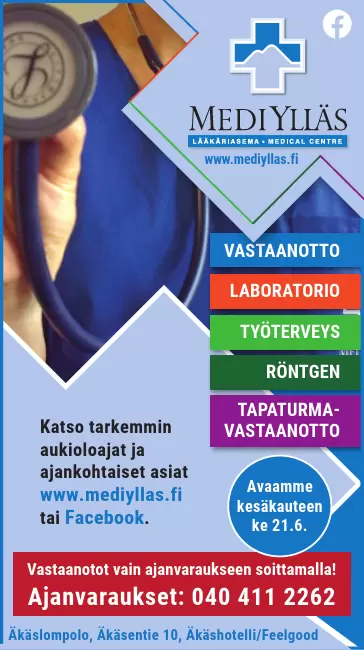 MEDIYLLÄS
LÄÄKÄRIASEMA • MEDICAL CENTRE
www.mediyllas.fi
VASTAANOTTO
LABORATORIO
TYÖTERVEYS
RÖNTGEN
TAPATURMA-
VASTAANOTTO
Katso tarkemmin
aukioloajat ja
ajankohtaiset asiat
www.mediyllas.fi
tai Facebook.
Avaamme
kesäkauteen
ke 21.6.
Vastaanotot vain ajanvaraukseen soittamalla!
Ajanvaraukset: 040 411 2262
Äkäslompolo, Äkäsentie 10, Äkäshotelli/Feelgood